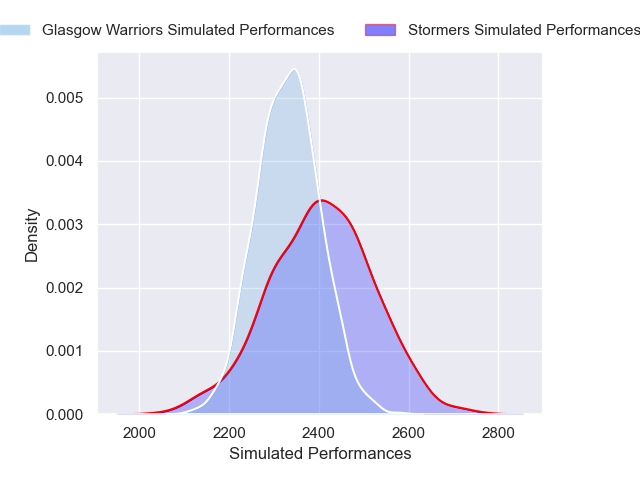 Glasgow Warriors Simulated Performances
Stormers Simulated Performances
0.005
0.004
0.003
0.002
0.001
0.000
Density
2000 2200 2400 2600 2800
Simulated Performances